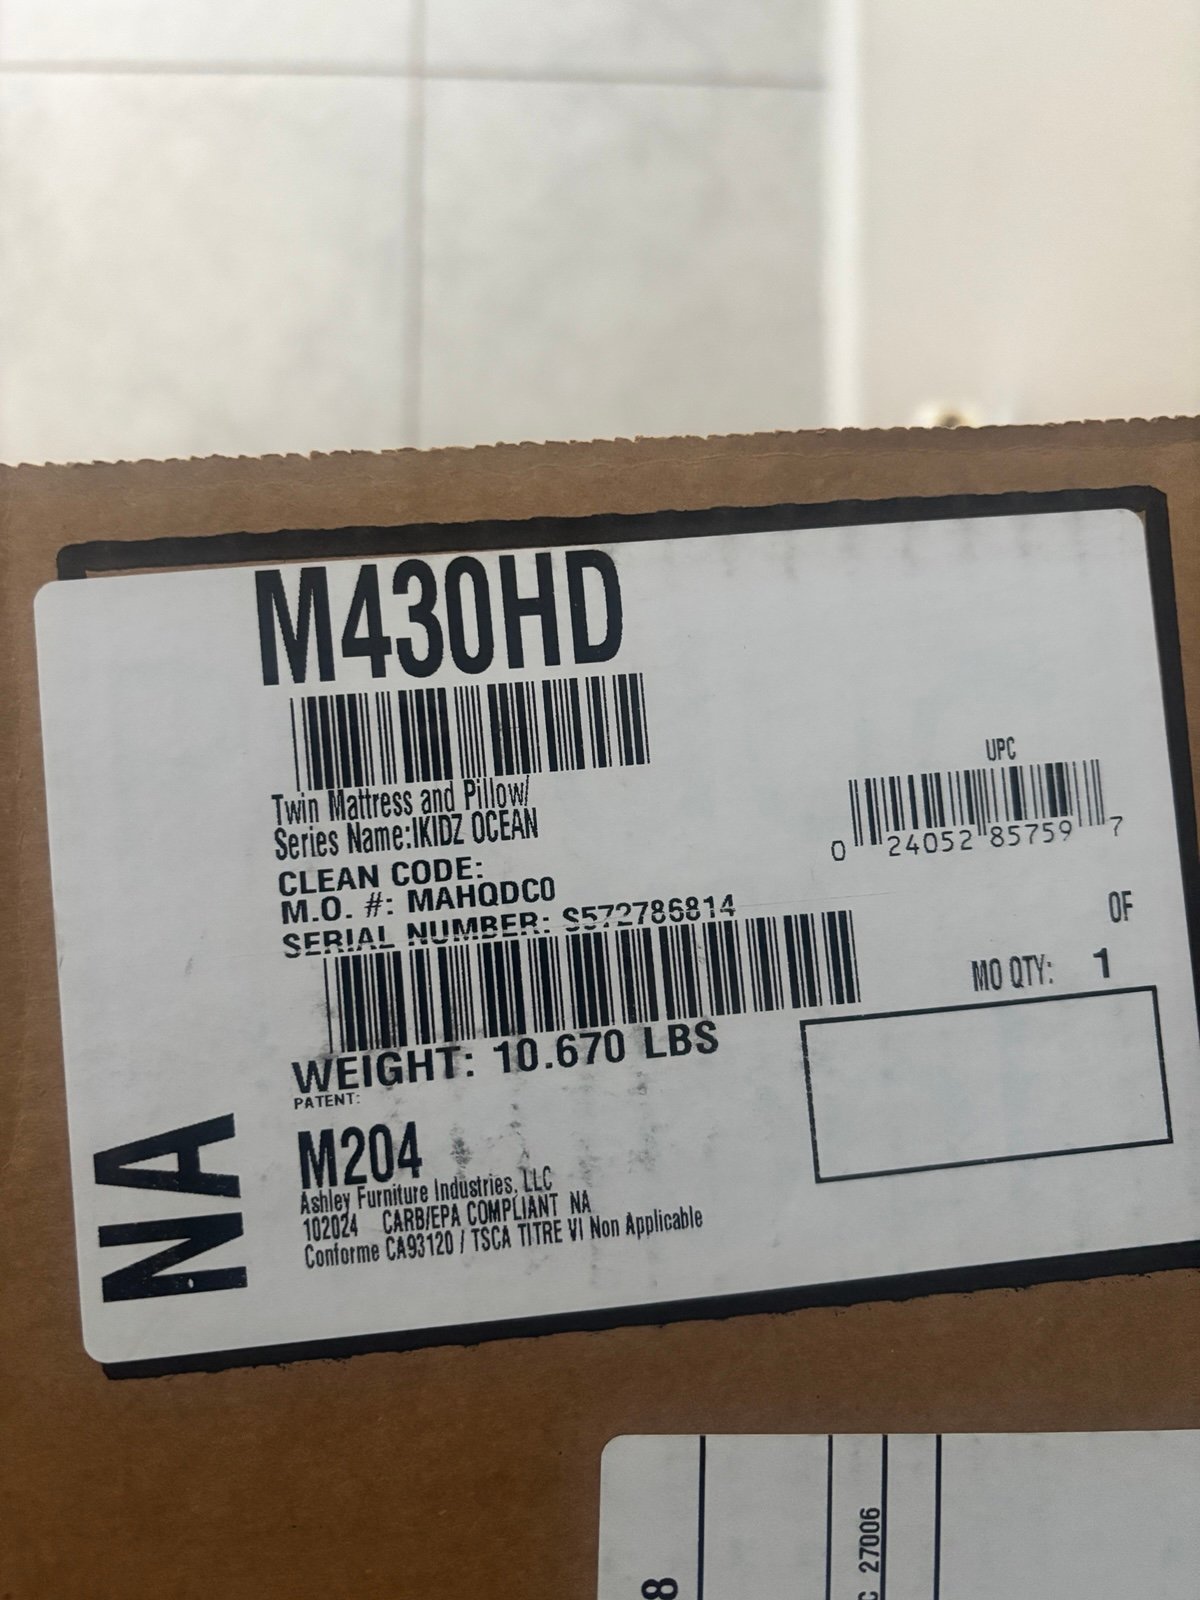 M430HD
Twin Mattress and Pillow/
Series Name:IKIDZ OCEAN
CLEAN CODE:
M.O. #: MAHQDC0
SERIAL NUMBER: S572786814
WEIGHT: 10.670 LBS
PATENT:
M204
Ashley Furniture Industries, LLC
102024 CARB/EPA COMPLIANT NA
Conforme CA93120 / TSCA TITRE VI Non Applicable
NA
UPC
0 24052 85759 7
OF
MO QTY: 1
8
C 27006